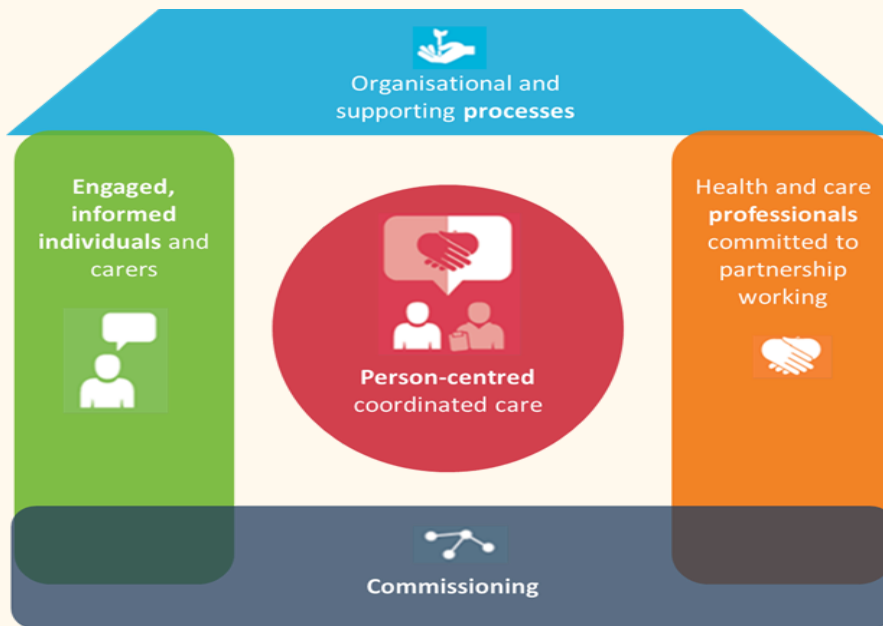 Organisational and
supporting processes
Engaged,
informed
individuals and
carers
Health and care
professionals
committed to
partnership
working
Person-centred
coordinated care
Commissioning